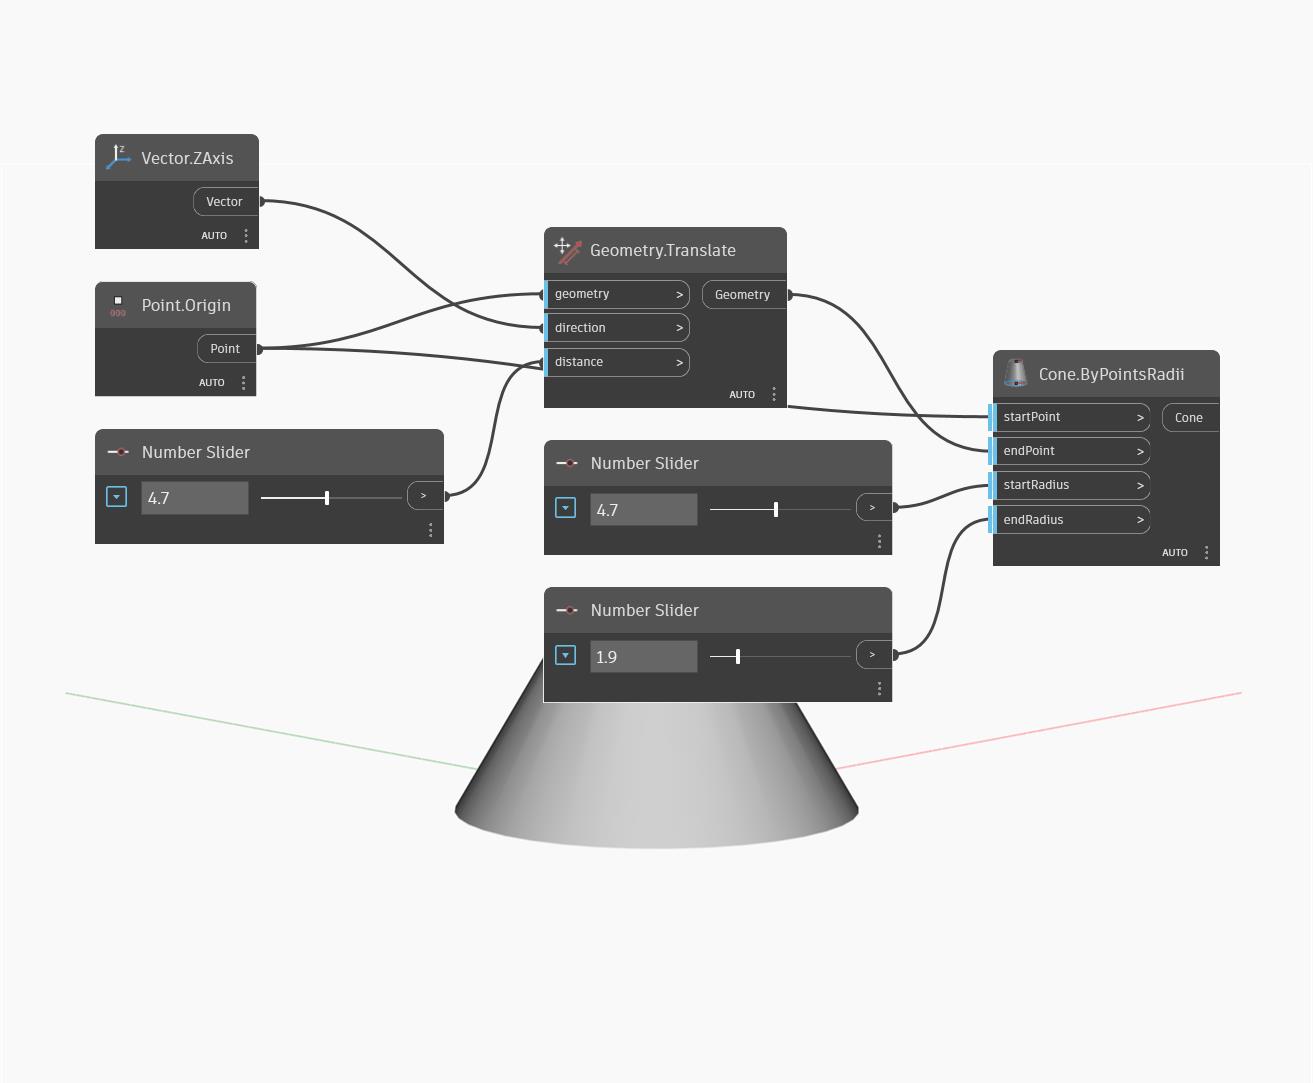 Z
Vector.ZAxis
Vector
AUTO
000
Point.Origin
Point
AUTO
Number Slider
4.7
>
Geometry.Translate
geometry >
Geometry
direction >
distance >
AUTO
Number Slider
4.7
>
Number Slider
1.9
>
Cone.ByPointsRadii
startPoint >
Cone
endPoint >
startRadius >
endRadius >
AUTO